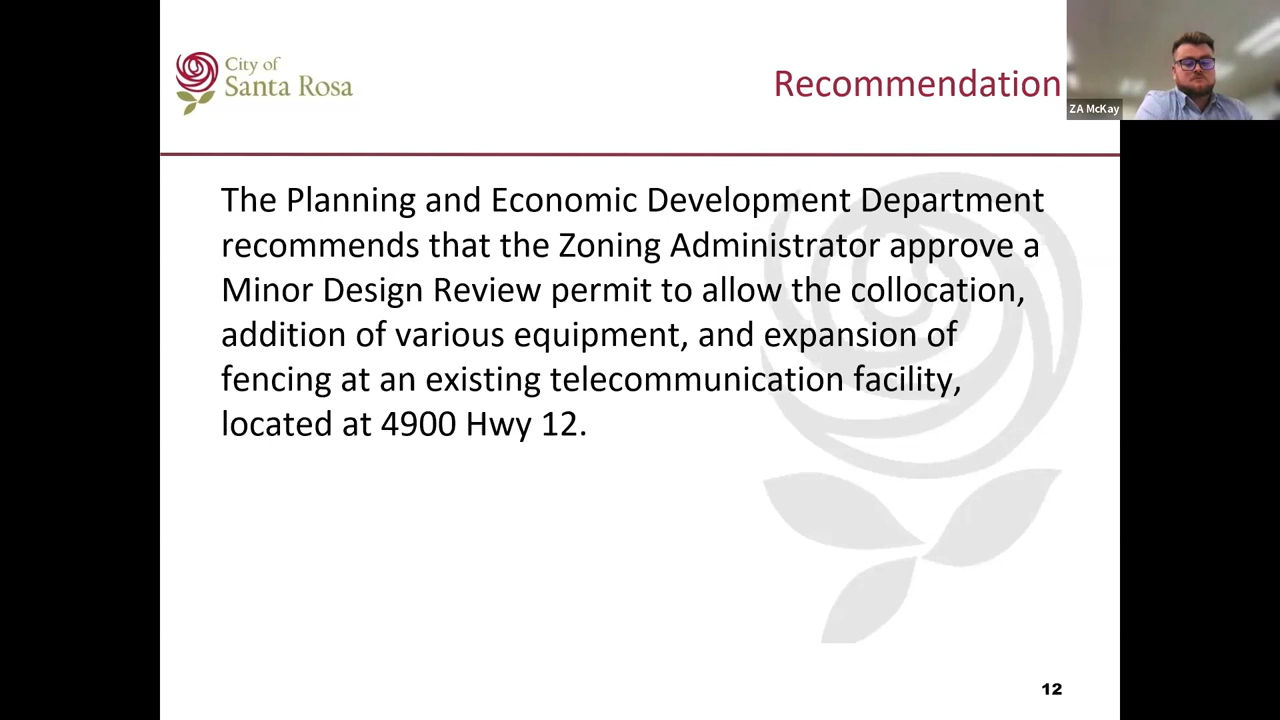 City of
Santa Rosa
Recommendation
ZA McKay
The Planning and Economic Development Department
recommends that the Zoning Administrator approve a
Minor Design Review permit to allow the collocation,
addition of various equipment, and expansion of
fencing at an existing telecommunication facility,
located at 4900 Hwy 12.
12